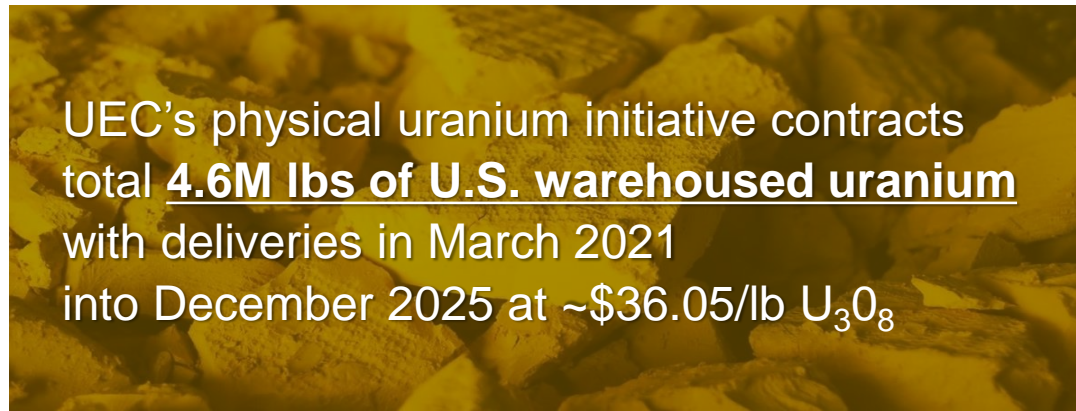 UEC’s physical uranium initiative contracts
total 4.6M lbs of U.S. warehoused uranium
with deliveries in March 2021
into December 2025 at ~$36.05/lb U₃0₈